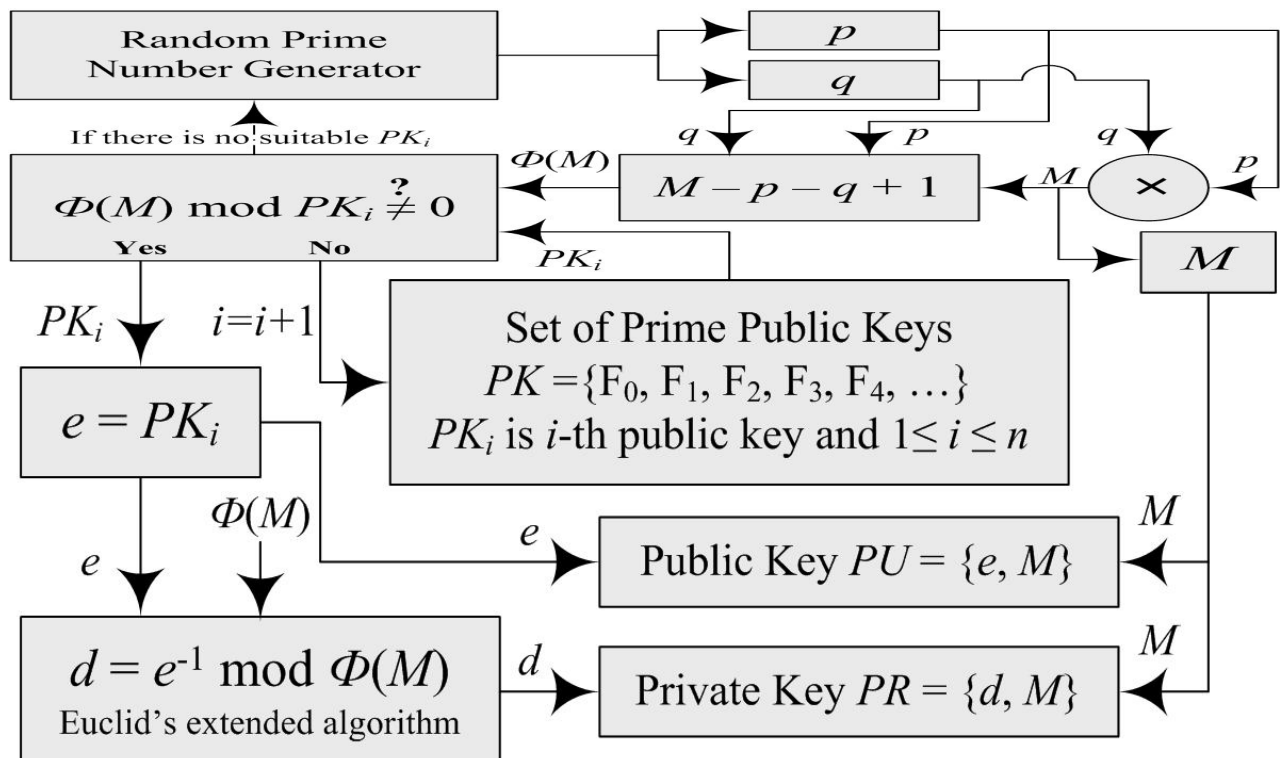 Random Prime
Number Generator
p
q
If there is no suitable PKᵢ
q
p
q
p
Φ(M)
M
Φ(M) mod PKᵢ ≠ 0
?
Yes
No
M – p – q + 1
×
PKᵢ
M
PKᵢ
i=i+1
Set of Prime Public Keys
PK ={F₀, F₁, F₂, F₃, F₄, …}
PKᵢ is i-th public key and 1≤ i ≤ n
e = PKᵢ
Φ(M)
e
e
M
Public Key PU = {e, M}
d = e⁻¹ mod Φ(M)
Euclid’s extended algorithm
d
M
Private Key PR = {d, M}